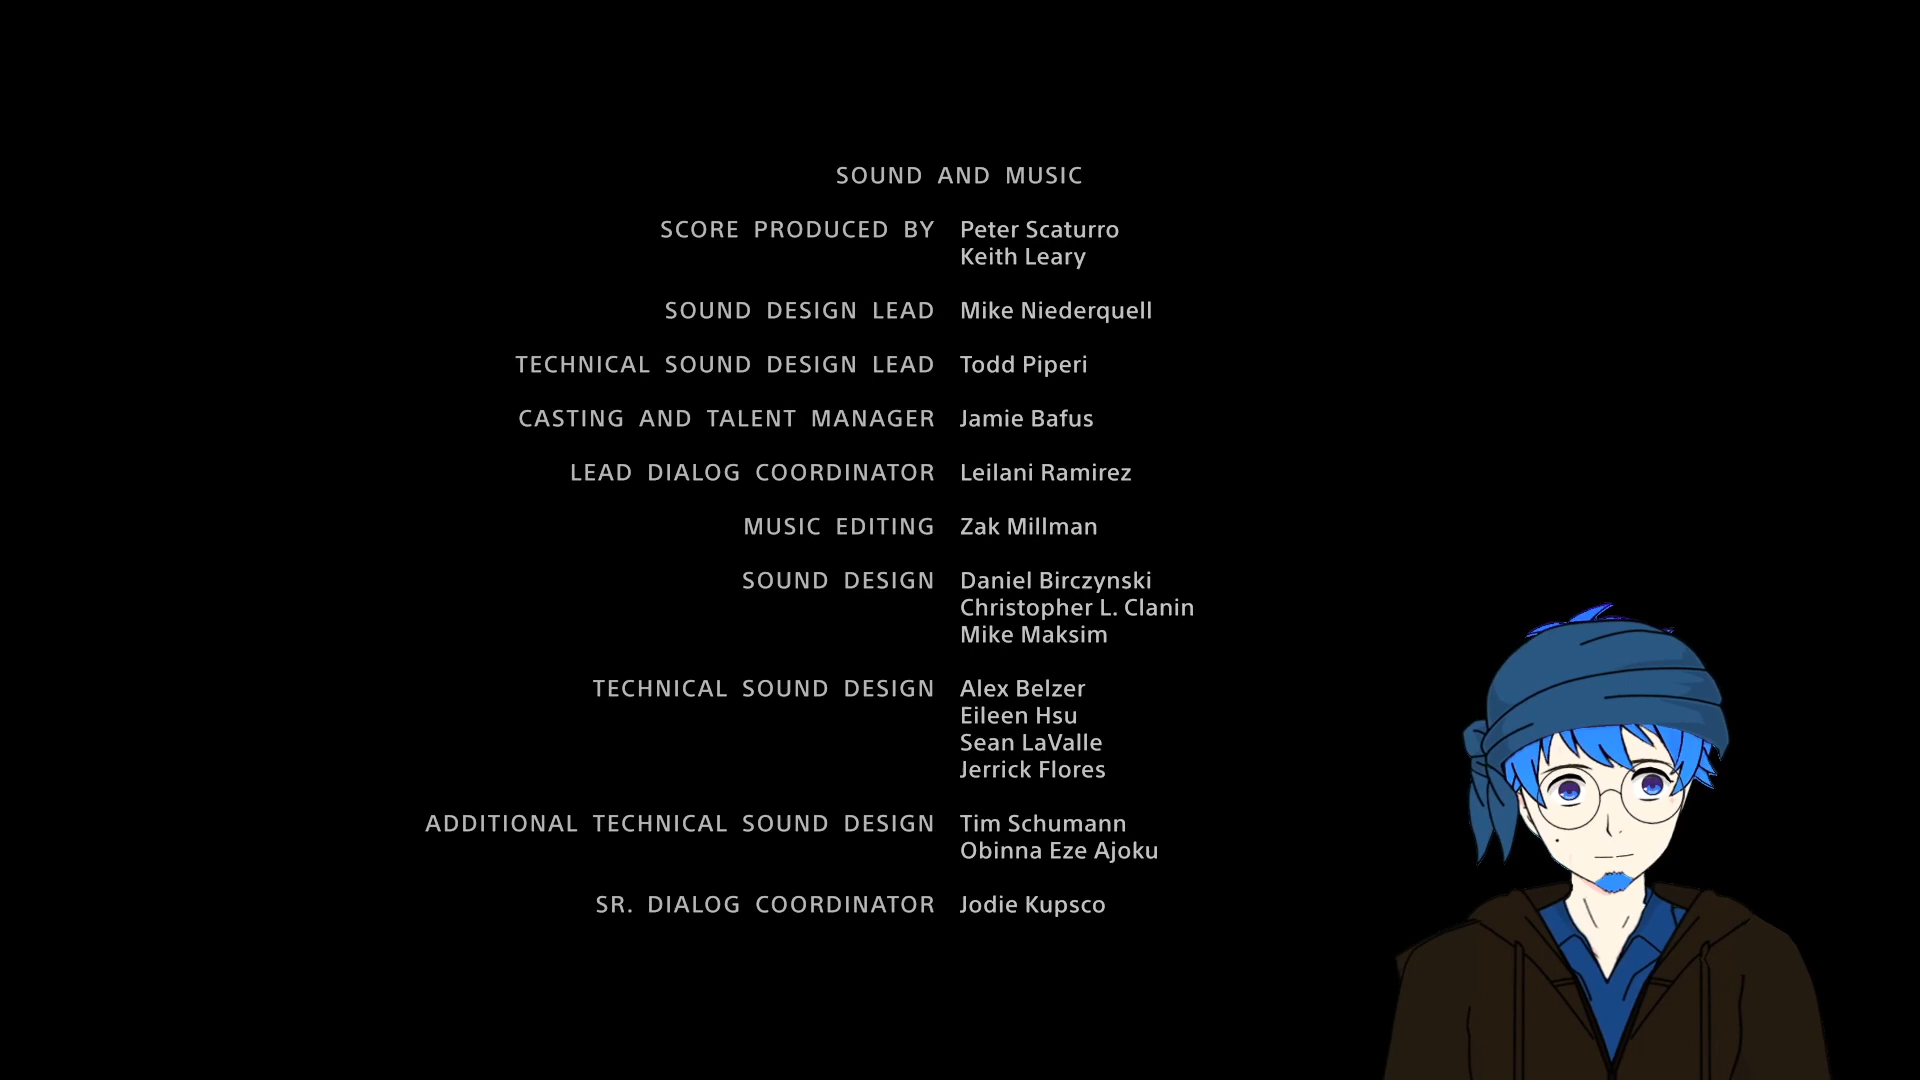 SOUND AND MUSIC
SCORE PRODUCED BY Peter Scaturro
Keith Leary
SOUND DESIGN LEAD Mike Niederquell
TECHNICAL SOUND DESIGN LEAD Todd Piperi
CASTING AND TALENT MANAGER Jamie Bafus
LEAD DIALOG COORDINATOR Leilani Ramirez
MUSIC EDITING Zak Millman
SOUND DESIGN Daniel Birczynski
Christopher L. Clanin
Mike Maksim
TECHNICAL SOUND DESIGN Alex Belzer
Eileen Hsu
Sean LaValle
Jerrick Flores
ADDITIONAL TECHNICAL SOUND DESIGN Tim Schumann
Obinna Eze Ajoku
SR. DIALOG COORDINATOR Jodie Kupsco